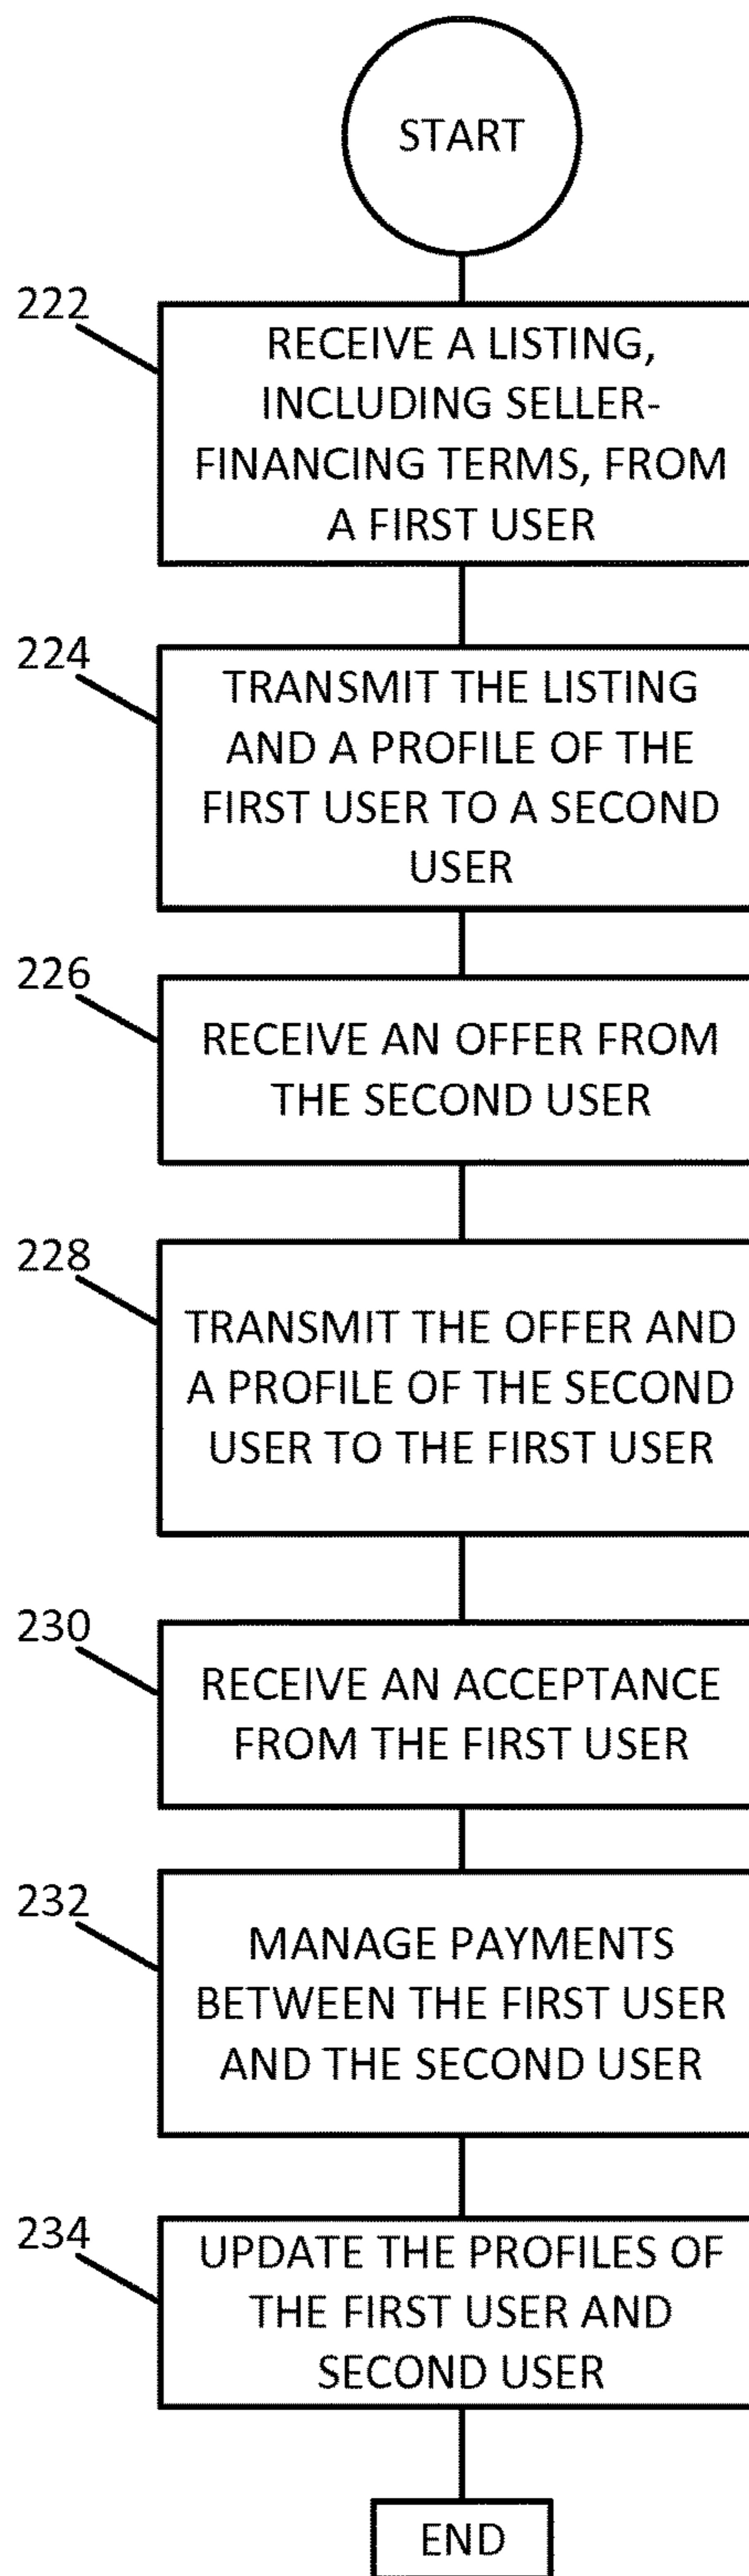 START
222
RECEIVE A LISTING,
INCLUDING SELLER-
FINANCING TERMS, FROM
A FIRST USER
224
TRANSMIT THE LISTING
AND A PROFILE OF THE
FIRST USER TO A SECOND
USER
226
RECEIVE AN OFFER FROM
THE SECOND USER
228
TRANSMIT THE OFFER AND
A PROFILE OF THE SECOND
USER TO THE FIRST USER
230
RECEIVE AN ACCEPTANCE
FROM THE FIRST USER
232
MANAGE PAYMENTS
BETWEEN THE FIRST USER
AND THE SECOND USER
234
UPDATE THE PROFILES OF
THE FIRST USER AND
SECOND USER
END